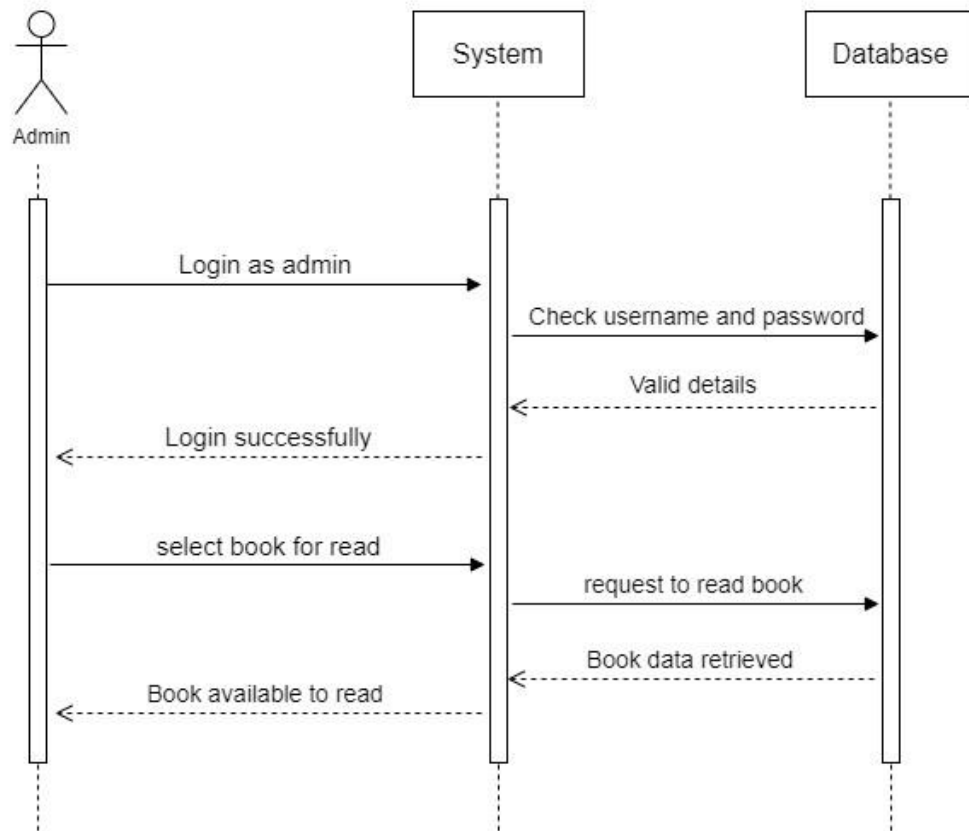 System
Database
Admin
Login as admin
Check username and password
Valid details
Login successfully
select book for read
request to read book
Book data retrieved
Book available to read